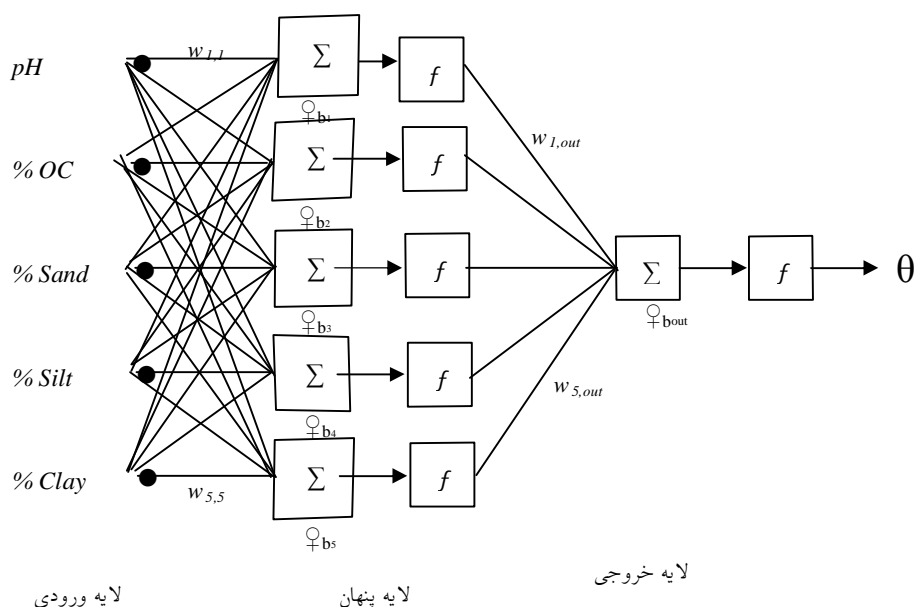 pH
w1,1
Σ
f
b1
% OC
Σ
f
w1,out
b2
% Sand
Σ
f
Σ
f
θ
b3
bout
% Silt
Σ
f
w5,out
b4
% Clay
w5,5
Σ
f
b5
لایه ورودی
لایه پنهان
لایه خروجی